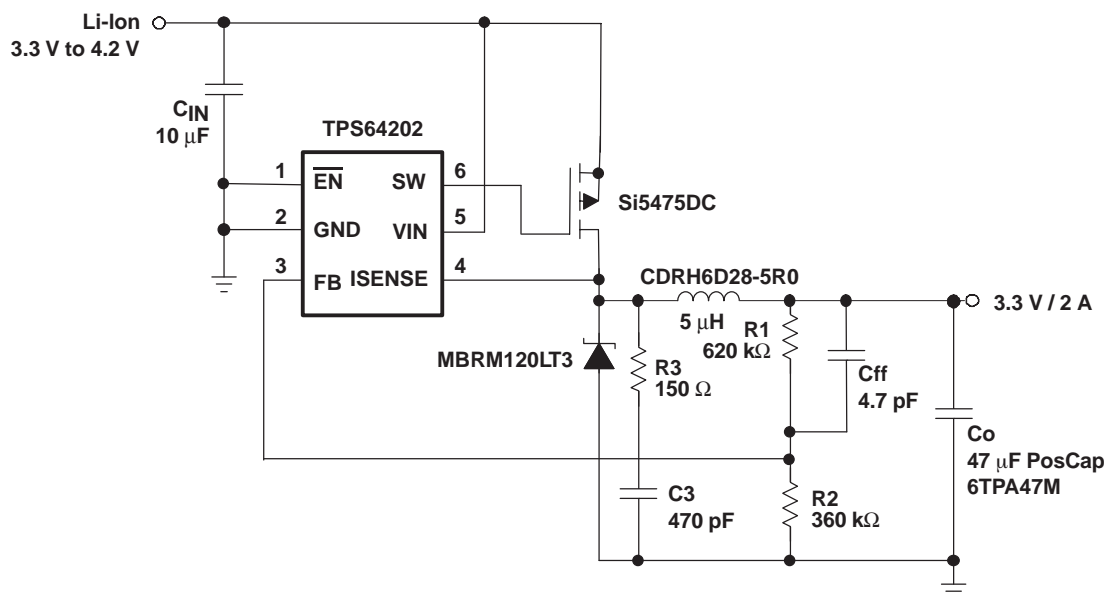 Li-Ion
3.3 V to 4.2 V
CIN
10 μF
TPS64202
1
EN
SW
6
Si5475DC
2
GND
VIN
5
3
FB
ISENSE
4
CDRH6D28-5R0
5 μH
3.3 V / 2 A
R1
620 kΩ
MBRM120LT3
R3
150 Ω
Cff
4.7 pF
Co
47 μF PosCap
6TPA47M
C3
470 pF
R2
360 kΩ